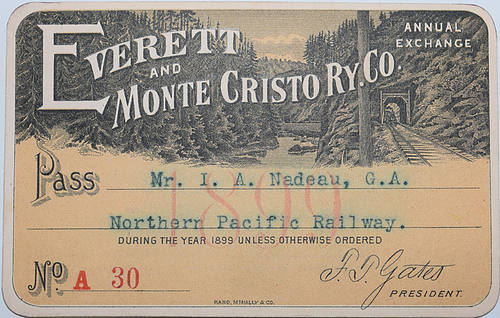 EVERETT
AND
MONTE CRISTO RY. CO.
ANNUAL
EXCHANGE
Pass Mr. I. A. Nadeau, G.A.
1899
Northern Pacific Railway.
DURING THE YEAR 1899 UNLESS OTHERWISE ORDERED
No. A 30
F. T. Gates
PRESIDENT.
RAND, MCNALLY & CO.